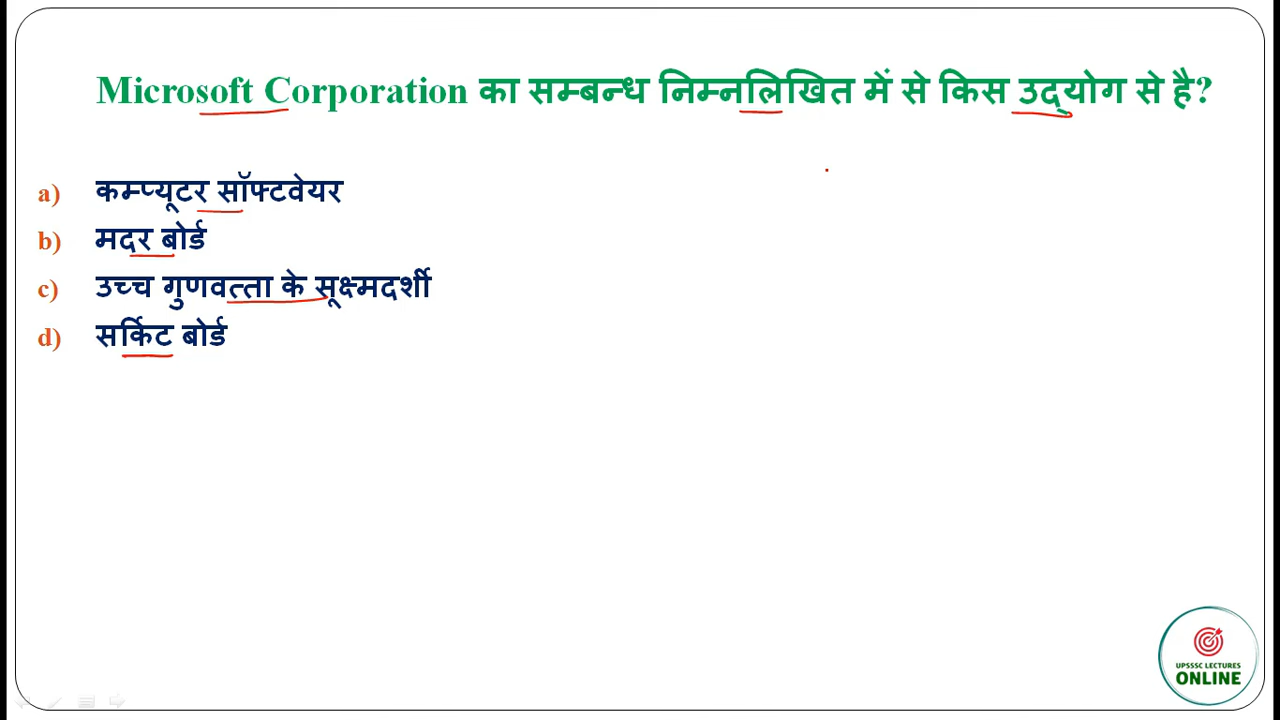 Microsoft Corporation का सम्बन्ध निम्नलिखित में से किस उद्योग से है?
a) कम्प्यूटर सॉफ्टवेयर
b) मदर बोर्ड
c) उच्च गुणवत्ता के सूक्ष्मदर्शी
d) सर्किट बोर्ड
UPSSSC LECTURES
ONLINE